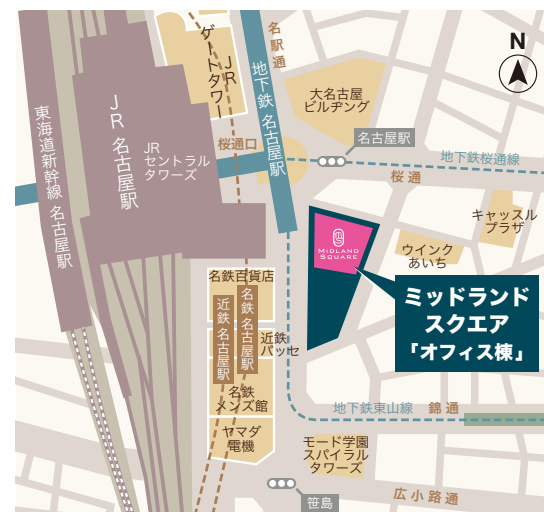 JR
ゲートタワー
名駅通
N
大名古屋
ビルヂング
地下鉄 名古屋駅
名古屋駅
東海道新幹線 名古屋駅
JR 名古屋駅
JR
セントラル
タワーズ
桜通口
地下鉄桜通線
桜通
キャッスル
プラザ
MIDLAND
SQUARE
ウインク
あいち
名鉄百貨店
ミッドランド
スクエア
「オフィス棟」
近鉄 名古屋駅
名鉄 名古屋駅
近鉄
パッセ
名鉄
メンズ館
地下鉄東山線
錦通
ヤマダ
電機
モード学園
スパイラル
タワーズ
笹島
広小路通